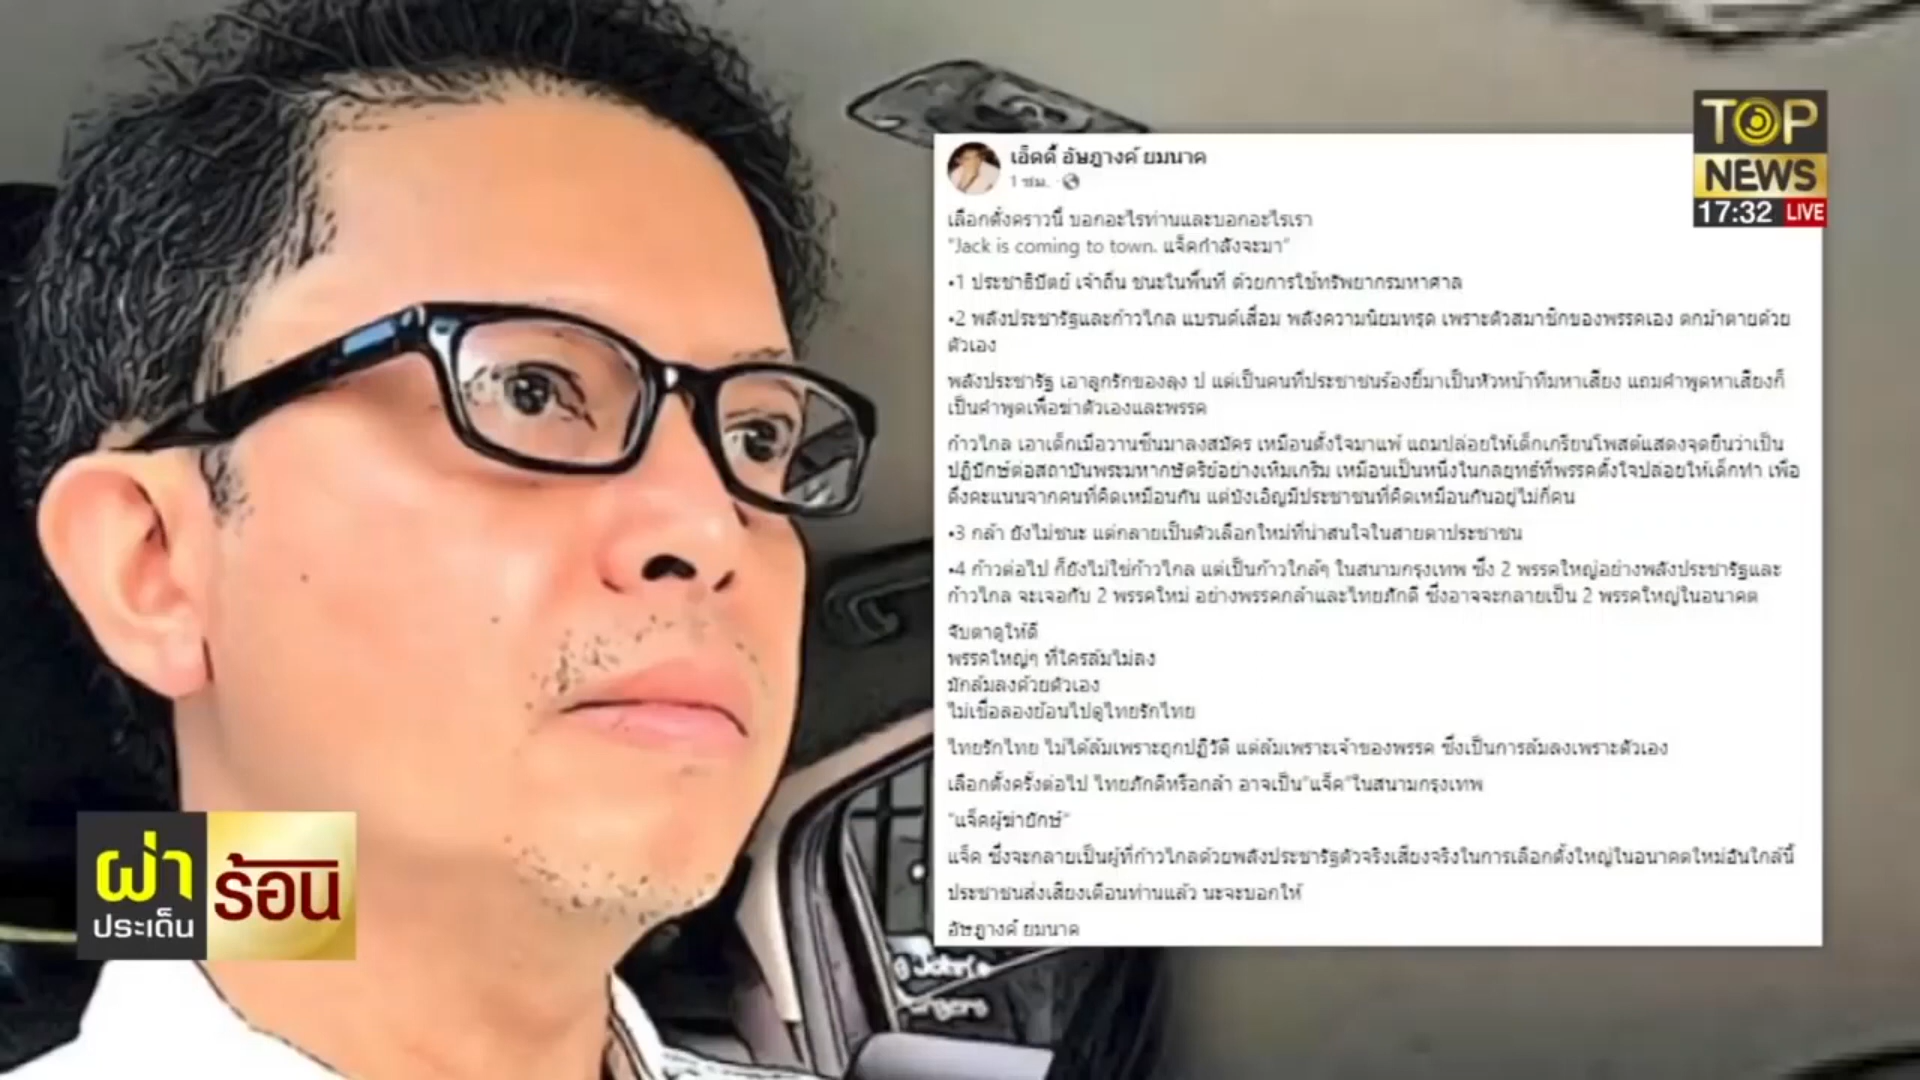 TOP
NEWS
17:32 LIVE
เอ็ดดี้ อัษฎางค์ ยมนาค
1 ชม.
เลือกตั้งคราวนี้ บอกอะไรท่านและบอกอะไรเรา
"Jack is coming to town. แจ็คกำลังจะมา"
•1 ประชาธิปัตย์ เจ้าถิ่น ชนะในพื้นที่ ด้วยการใช้ทรัพยากรมหาศาล
•2 พลังประชารัฐและก้าวไกล แบรนด์เสื่อม พลังความนิยมทรุด เพราะตัวสมาชิกของพรรคเอง ตกม้าตายด้วย
ตัวเอง
พลังประชารัฐ เอาลูกรักของลุง ป แต่เป็นคนที่ประชาชนร้องยี้มาเป็นหัวหน้าทีมหาเสียง แถมคำพูดหาเสียงก็
เป็นคำพูดเพื่อฆ่าตัวเองและพรรค
ก้าวไกล เอาเด็กเมื่อวานซืนมาลงสมัคร เหมือนตั้งใจมาแพ้ แถมปล่อยให้เด็กเกรียนโพสต์แสดงจุดยืนว่าเป็น
ปฏิปักษ์ต่อสถาบันพระมหากษัตริย์อย่างเหิมเกริม เหมือนเป็นหนึ่งในกลยุทธ์ที่พรรคตั้งใจปล่อยให้เด็กทำ เพื่อ
ดึงคะแนนจากคนที่คิดเหมือนกัน แต่บังเอิญมีประชาชนที่คิดเหมือนกันอยู่ไม่กี่คน
•3 กล้า ยังไม่ชนะ แต่กลายเป็นตัวเลือกใหม่ที่น่าสนใจในสายตาประชาชน
•4 ก้าวต่อไป ก็ยังไม่ใช่ก้าวไกล แต่เป็นก้าวใกล้ๆ ในสนามกรุงเทพ ซึ่ง 2 พรรคใหญ่อย่างพลังประชารัฐและ
ก้าวไกล จะเจอกับ 2 พรรคใหม่ อย่างพรรคกล้าและไทยภักดี ซึ่งอาจจะกลายเป็น 2 พรรคใหญ่ในอนาคต
จับตาดูให้ดี
พรรคใหญ่ๆ ที่ใครล้มไม่ลง
มักล้มลงด้วยตัวเอง
ไม่เชื่อลองย้อนไปดูไทยรักไทย
ไทยรักไทย ไม่ได้ล้มเพราะถูกปฏิวัติ แต่ล้มเพราะเจ้าของพรรค ซึ่งเป็นการล้มลงเพราะตัวเอง
เลือกตั้งครั้งต่อไป ไทยภักดีหรือกล้า อาจเป็น"แจ็ค"ในสนามกรุงเทพ
"แจ็คผู้ฆ่ายักษ์"
แจ็ค ซึ่งจะกลายเป็นผู้ที่ก้าวไกลด้วยพลังประชารัฐตัวจริงเสียงจริงในการเลือกตั้งใหญ่ในอนาคตใหม่อันใกล้นี้
ประชาชนส่งเสียงเตือนท่านแล้ว นะจะบอกให้
อัษฎางค์ ยมนาค
ผ่า
ประเด็น
ร้อน